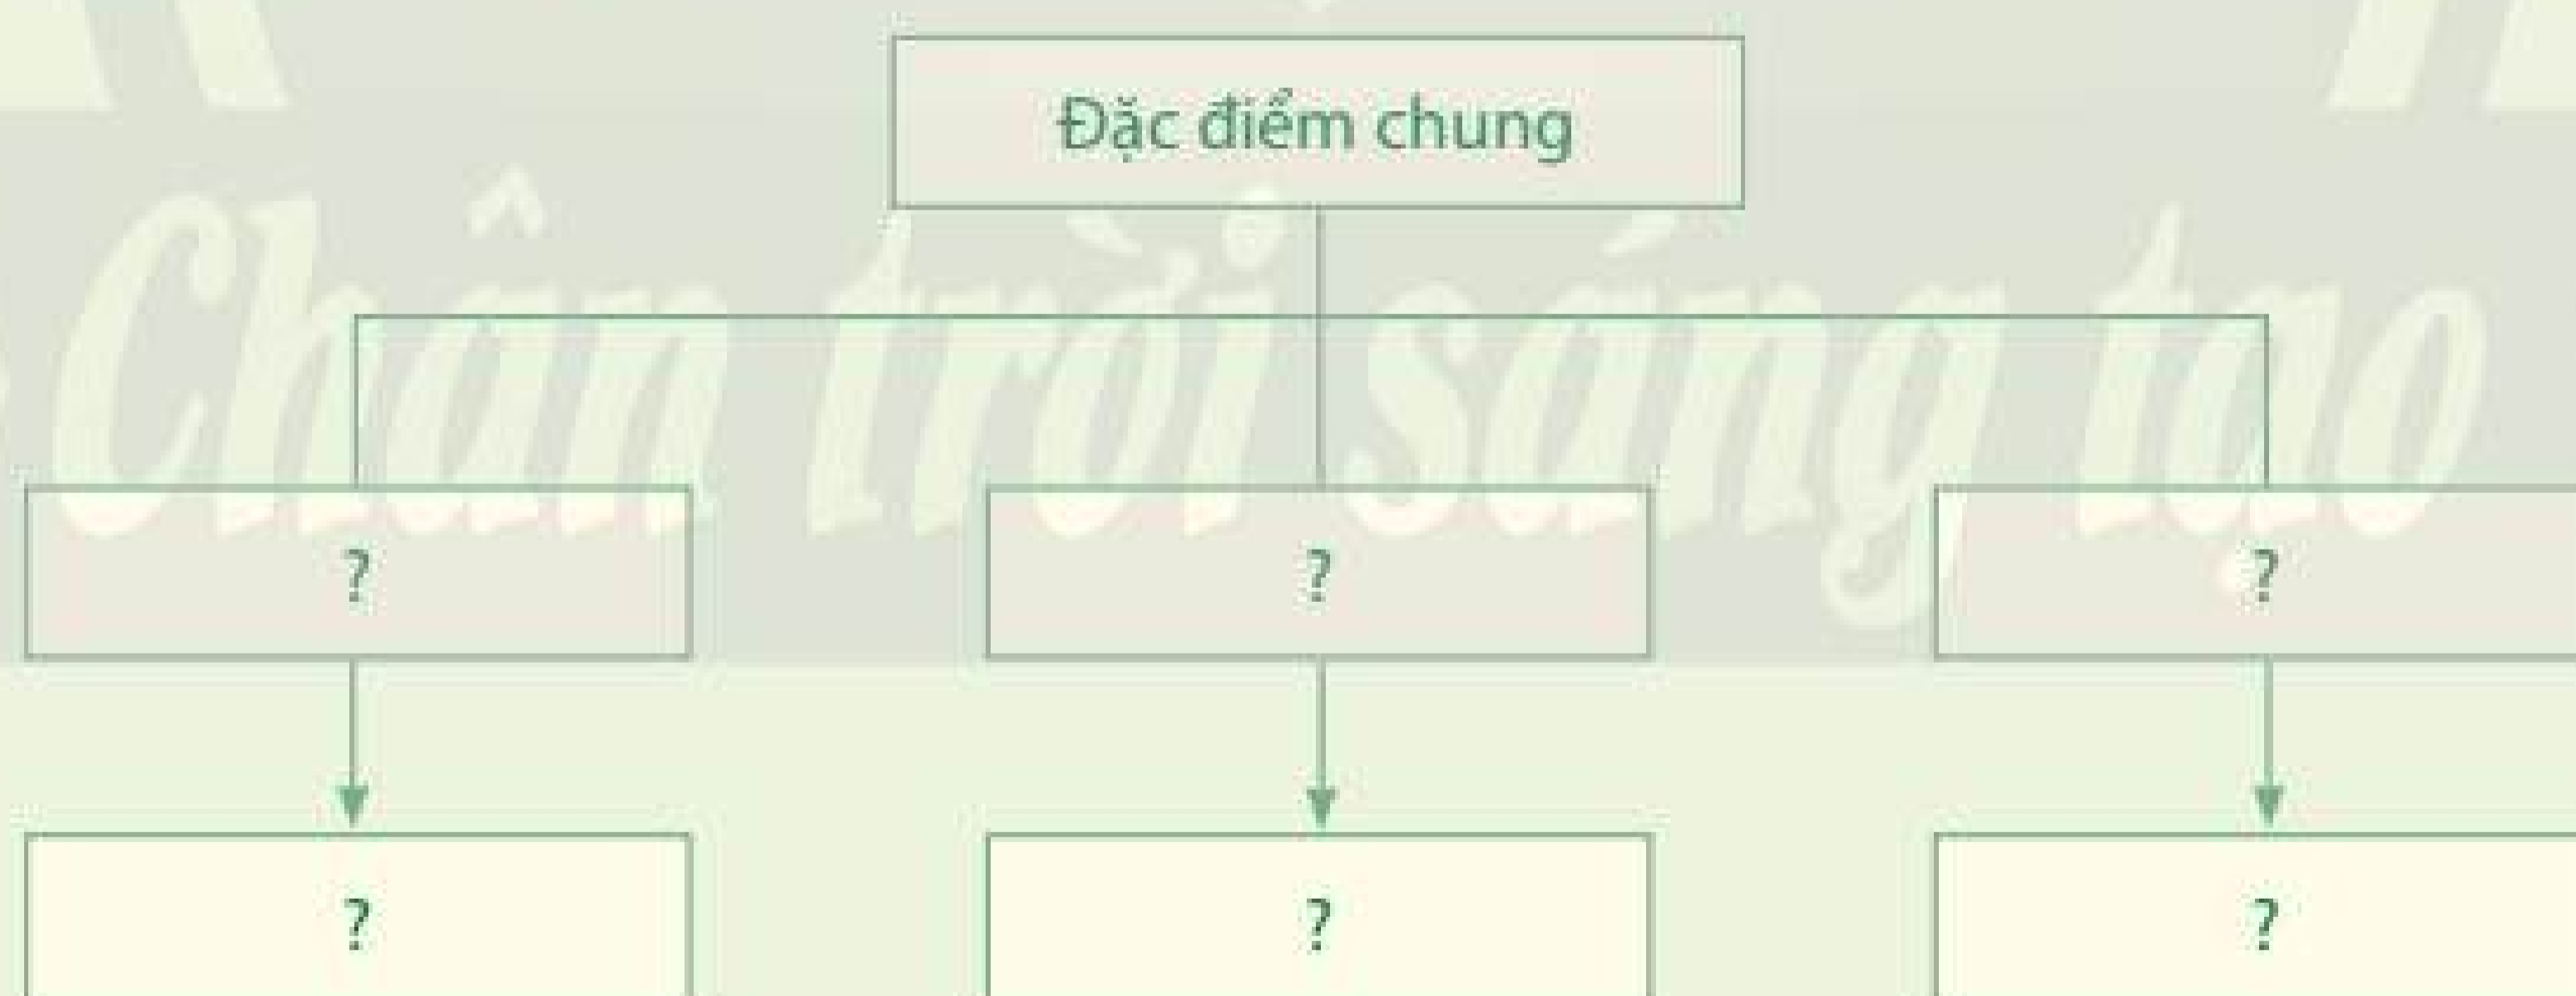 Đặc điểm chung
Chân trời sáng tạo
? ? ?
? ? ?